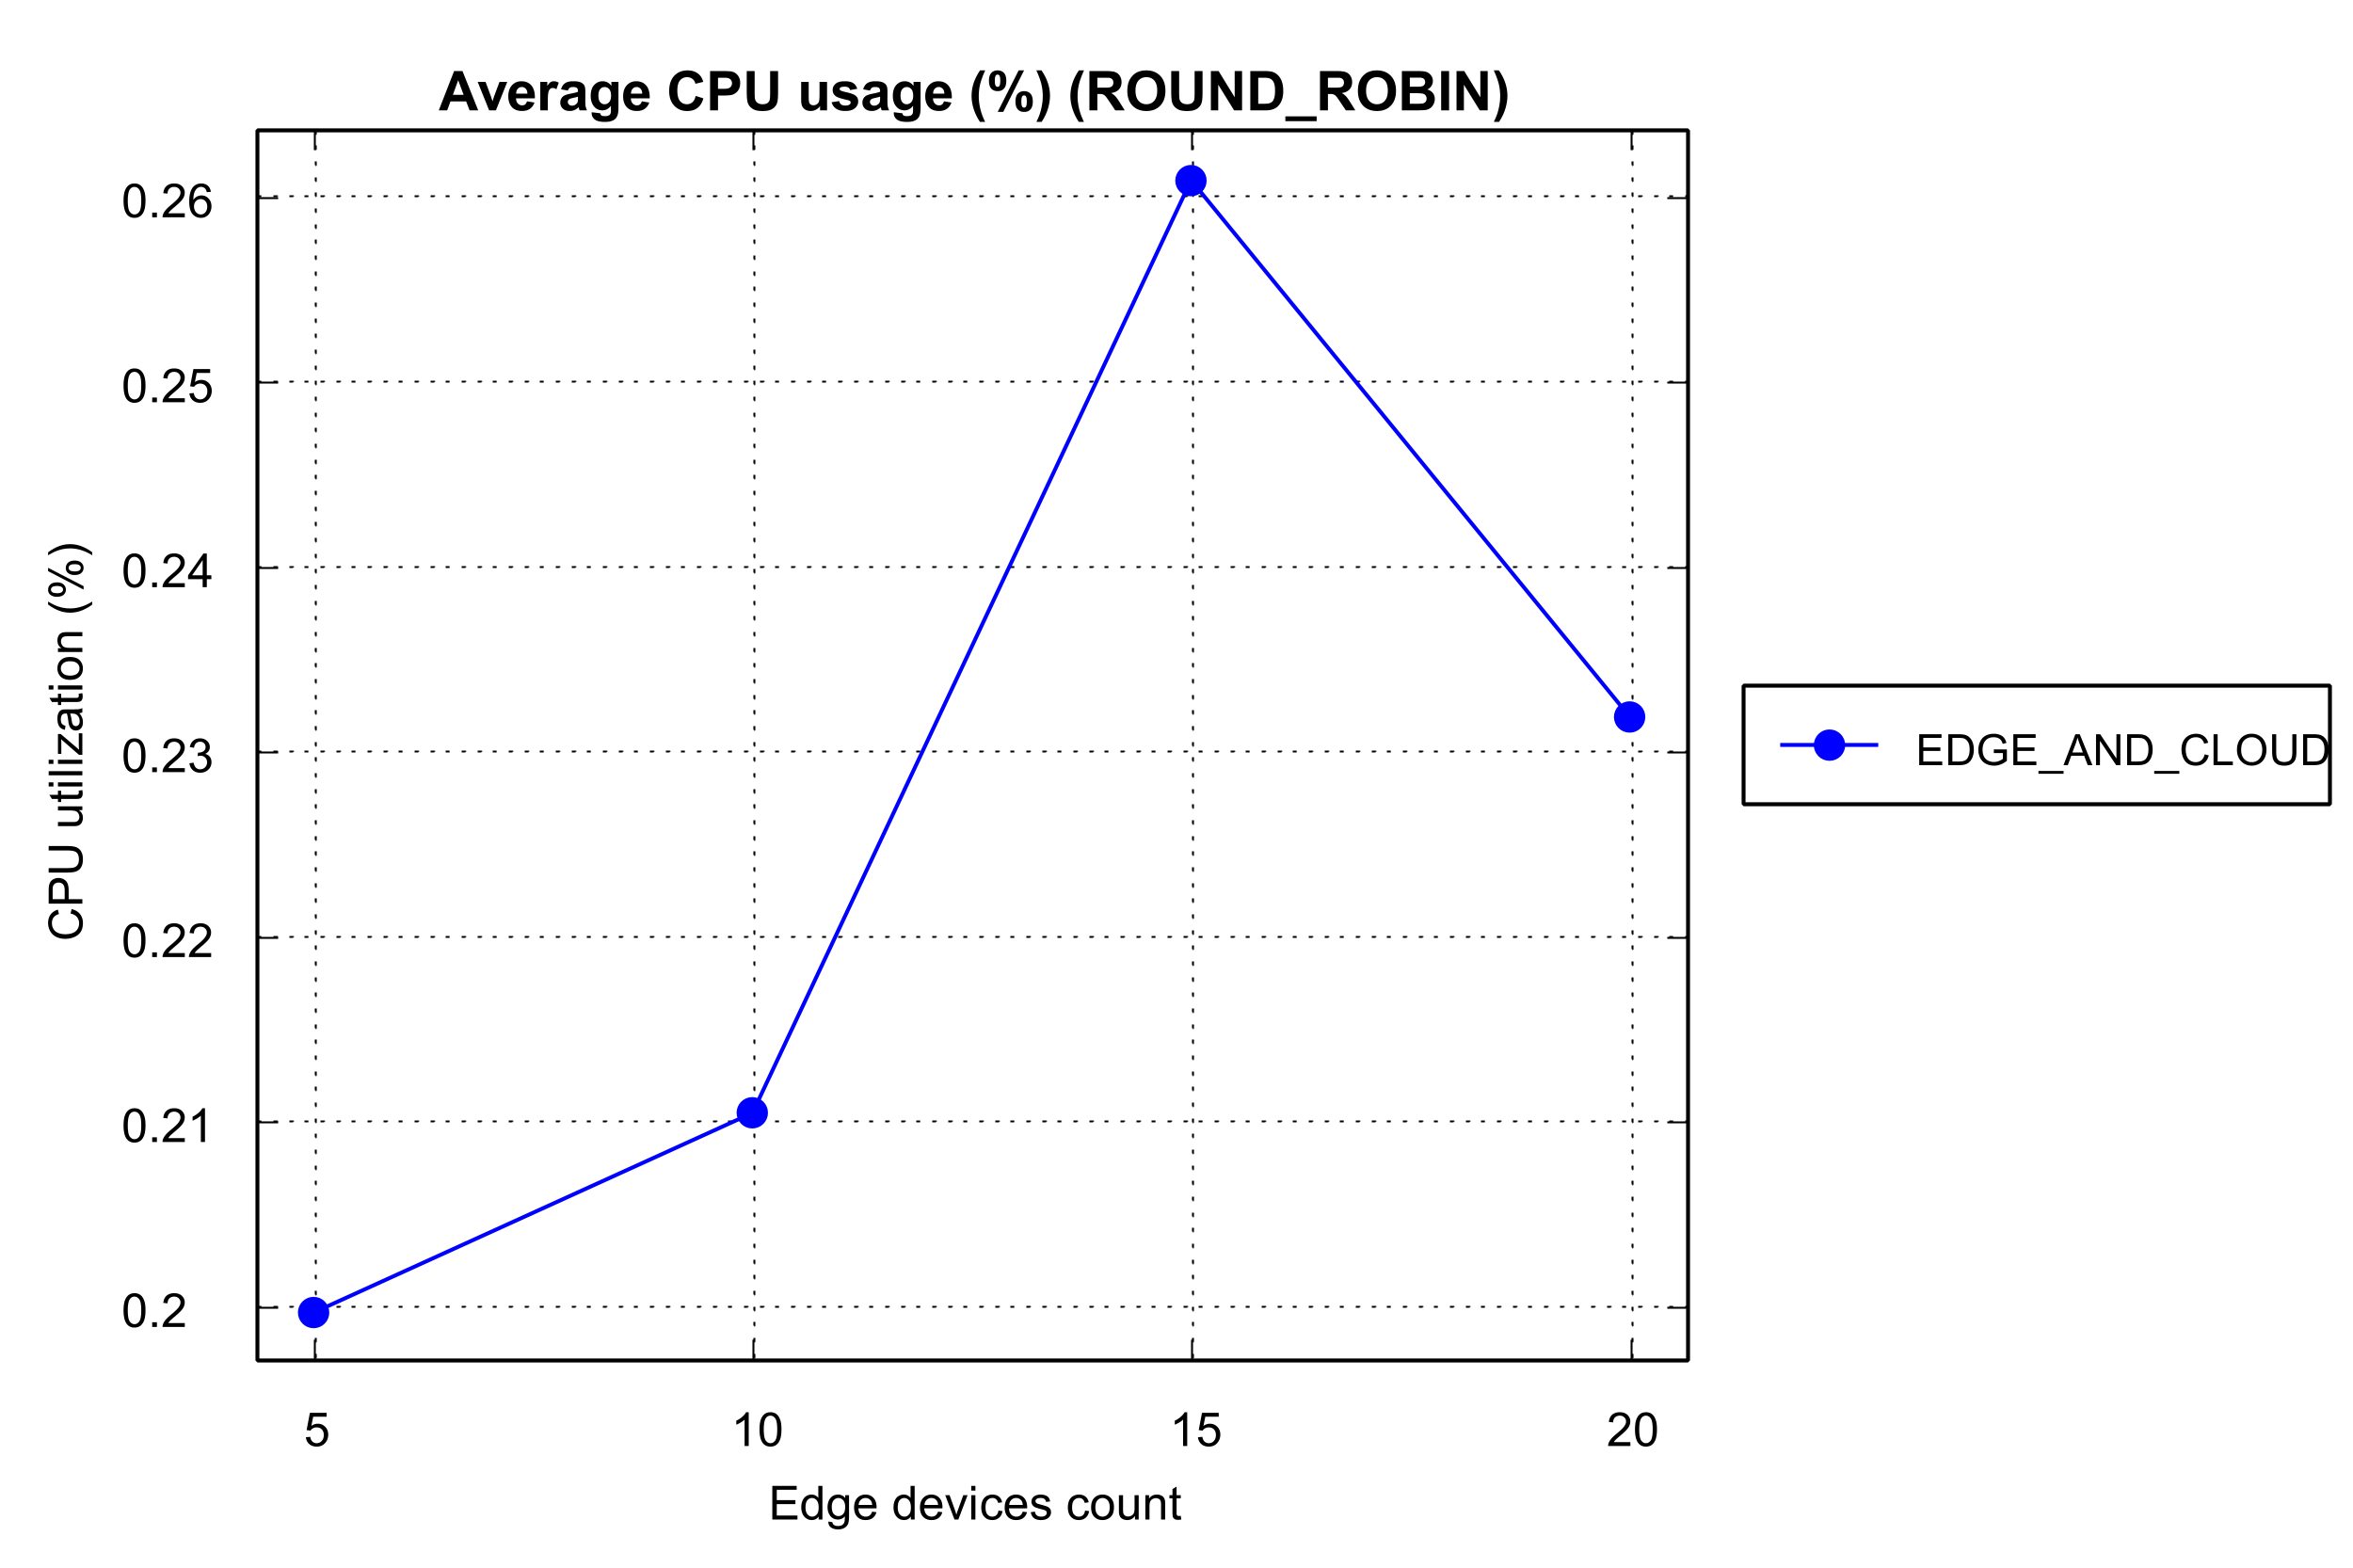 Average CPU usage (%) (ROUND_ROBIN)
0.26
0.25
0.24
0.23
0.22
0.21
0.2
CPU utilization (%)
5 10 15 20
Edge devices count
EDGE_AND_CLOUD